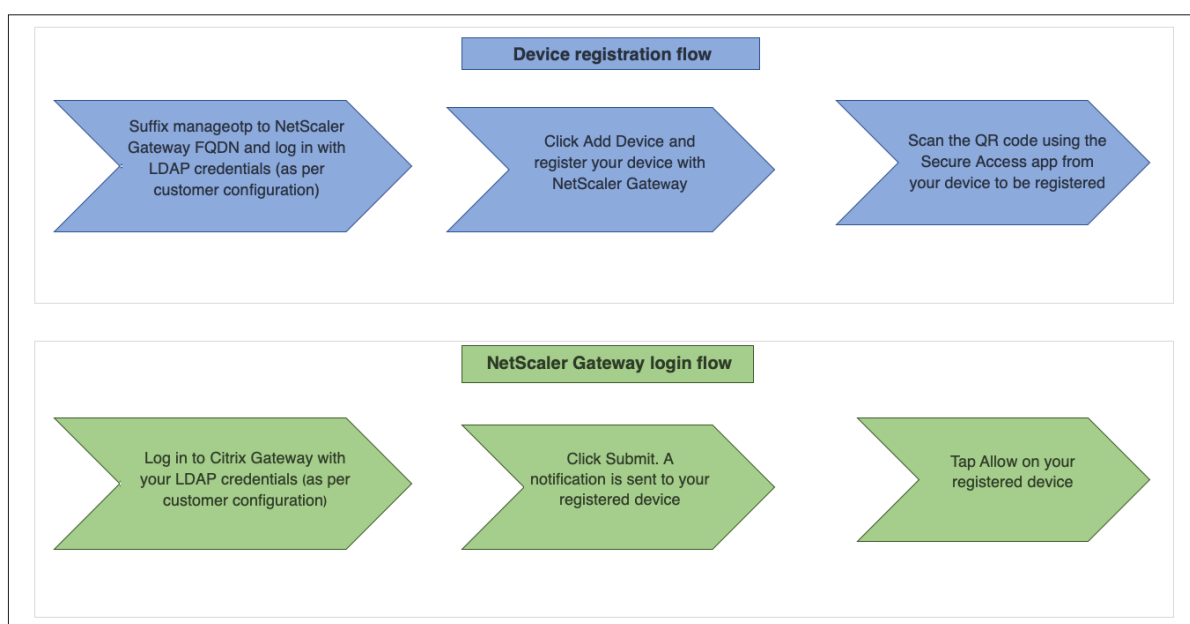 Device registration flow
Suffix manageotp to NetScaler
Gateway FQDN and log in with
LDAP credentials (as per
customer configuration)
Click Add Device and
register your device with
NetScaler Gateway
Scan the QR code using the
Secure Access app from
your device to be registered
NetScaler Gateway login flow
Log in to Citrix Gateway with
your LDAP credentials (as per
customer configuration)
Click Submit. A
notification is sent to your
registered device
Tap Allow on your
registered device